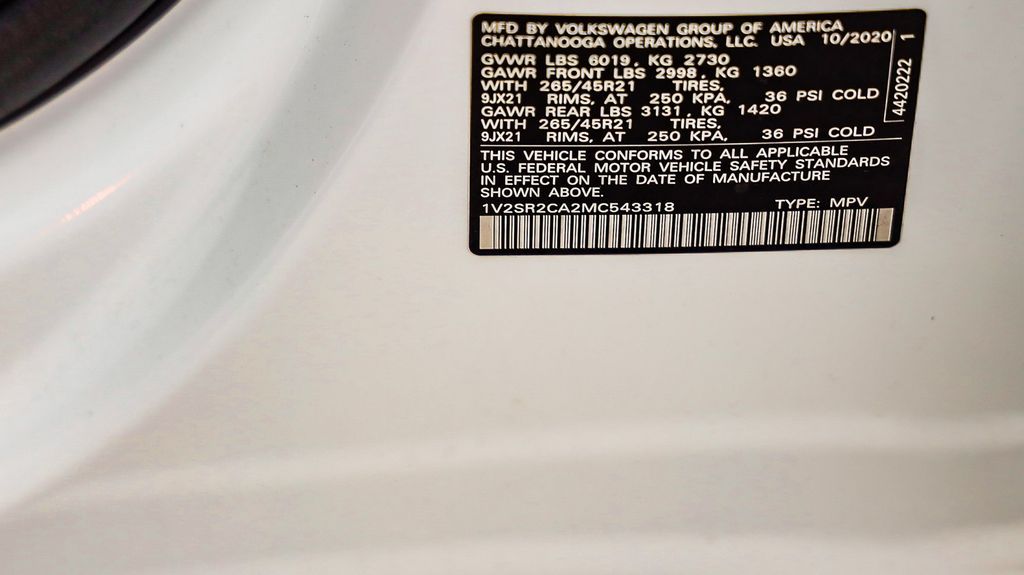 MFD BY VOLKSWAGEN GROUP OF AMERICA
CHATTANOOGA OPERATIONS, LLC. USA 10/2020
GVWR LBS 6019, KG 2730
GAWR FRONT LBS 2998, KG 1360
WITH 265/45R21 TIRES,
9JX21 RIMS, AT 250 KPA, 36 PSI COLD
GAWR REAR LBS 3131, KG 1420
WITH 265/45R21 TIRES,
9JX21 RIMS, AT 250 KPA, 36 PSI COLD
THIS VEHICLE CONFORMS TO ALL APPLICABLE
U.S. FEDERAL MOTOR VEHICLE SAFETY STANDARDS
IN EFFECT ON THE DATE OF MANUFACTURE
SHOWN ABOVE.
1V2SR2CA2MC543318 TYPE: MPV
4420222 1